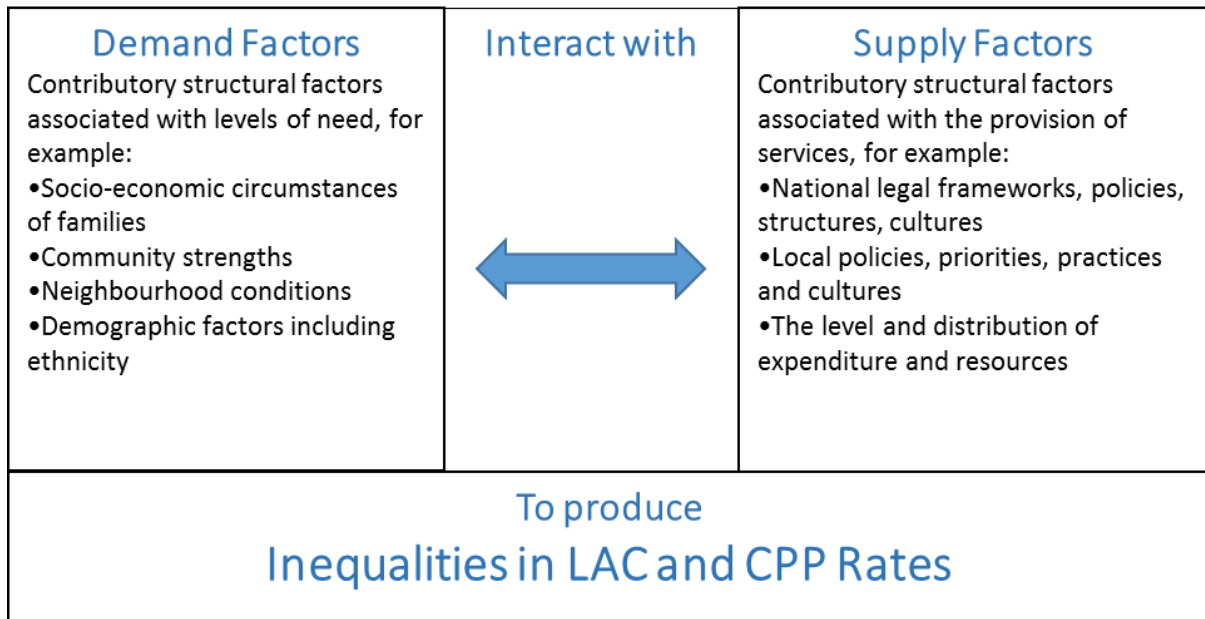 Demand Factors
Contributory structural factors
associated with levels of need, for
example:
•Socio-economic circumstances
of families
•Community strengths
•Neighbourhood conditions
•Demographic factors including
ethnicity
Interact with
Supply Factors
Contributory structural factors
associated with the provision of
services, for example:
•National legal frameworks, policies,
structures, cultures
•Local policies, priorities, practices
and cultures
•The level and distribution of
expenditure and resources
To produce
Inequalities in LAC and CPP Rates